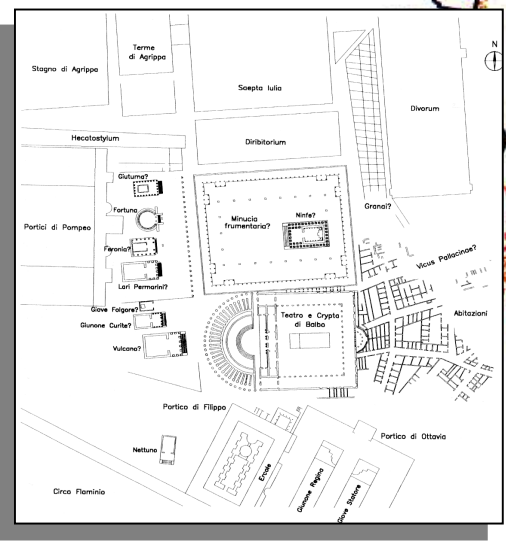 N
Terme
di Agrippa
Stagno di Agrippa
Saepta Iulia
Divorum
Hecatostylum
Diribitorium
Giuturna?
Fortuna
Minucia
frumentaria?
Ninfe?
Granai?
Portici di Pompeo
Feronia?
Vicus Pallacinae?
Lari Permarini?
Giove Folgore?
Giunone Curite?
Teatro e Crypta
di Balbo
Abitazioni
Vulcano?
Portico di Filippo
Portico di Ottavia
Nettuno
Ercole
Giunone Regina
Giove Statore
Circo Flaminio